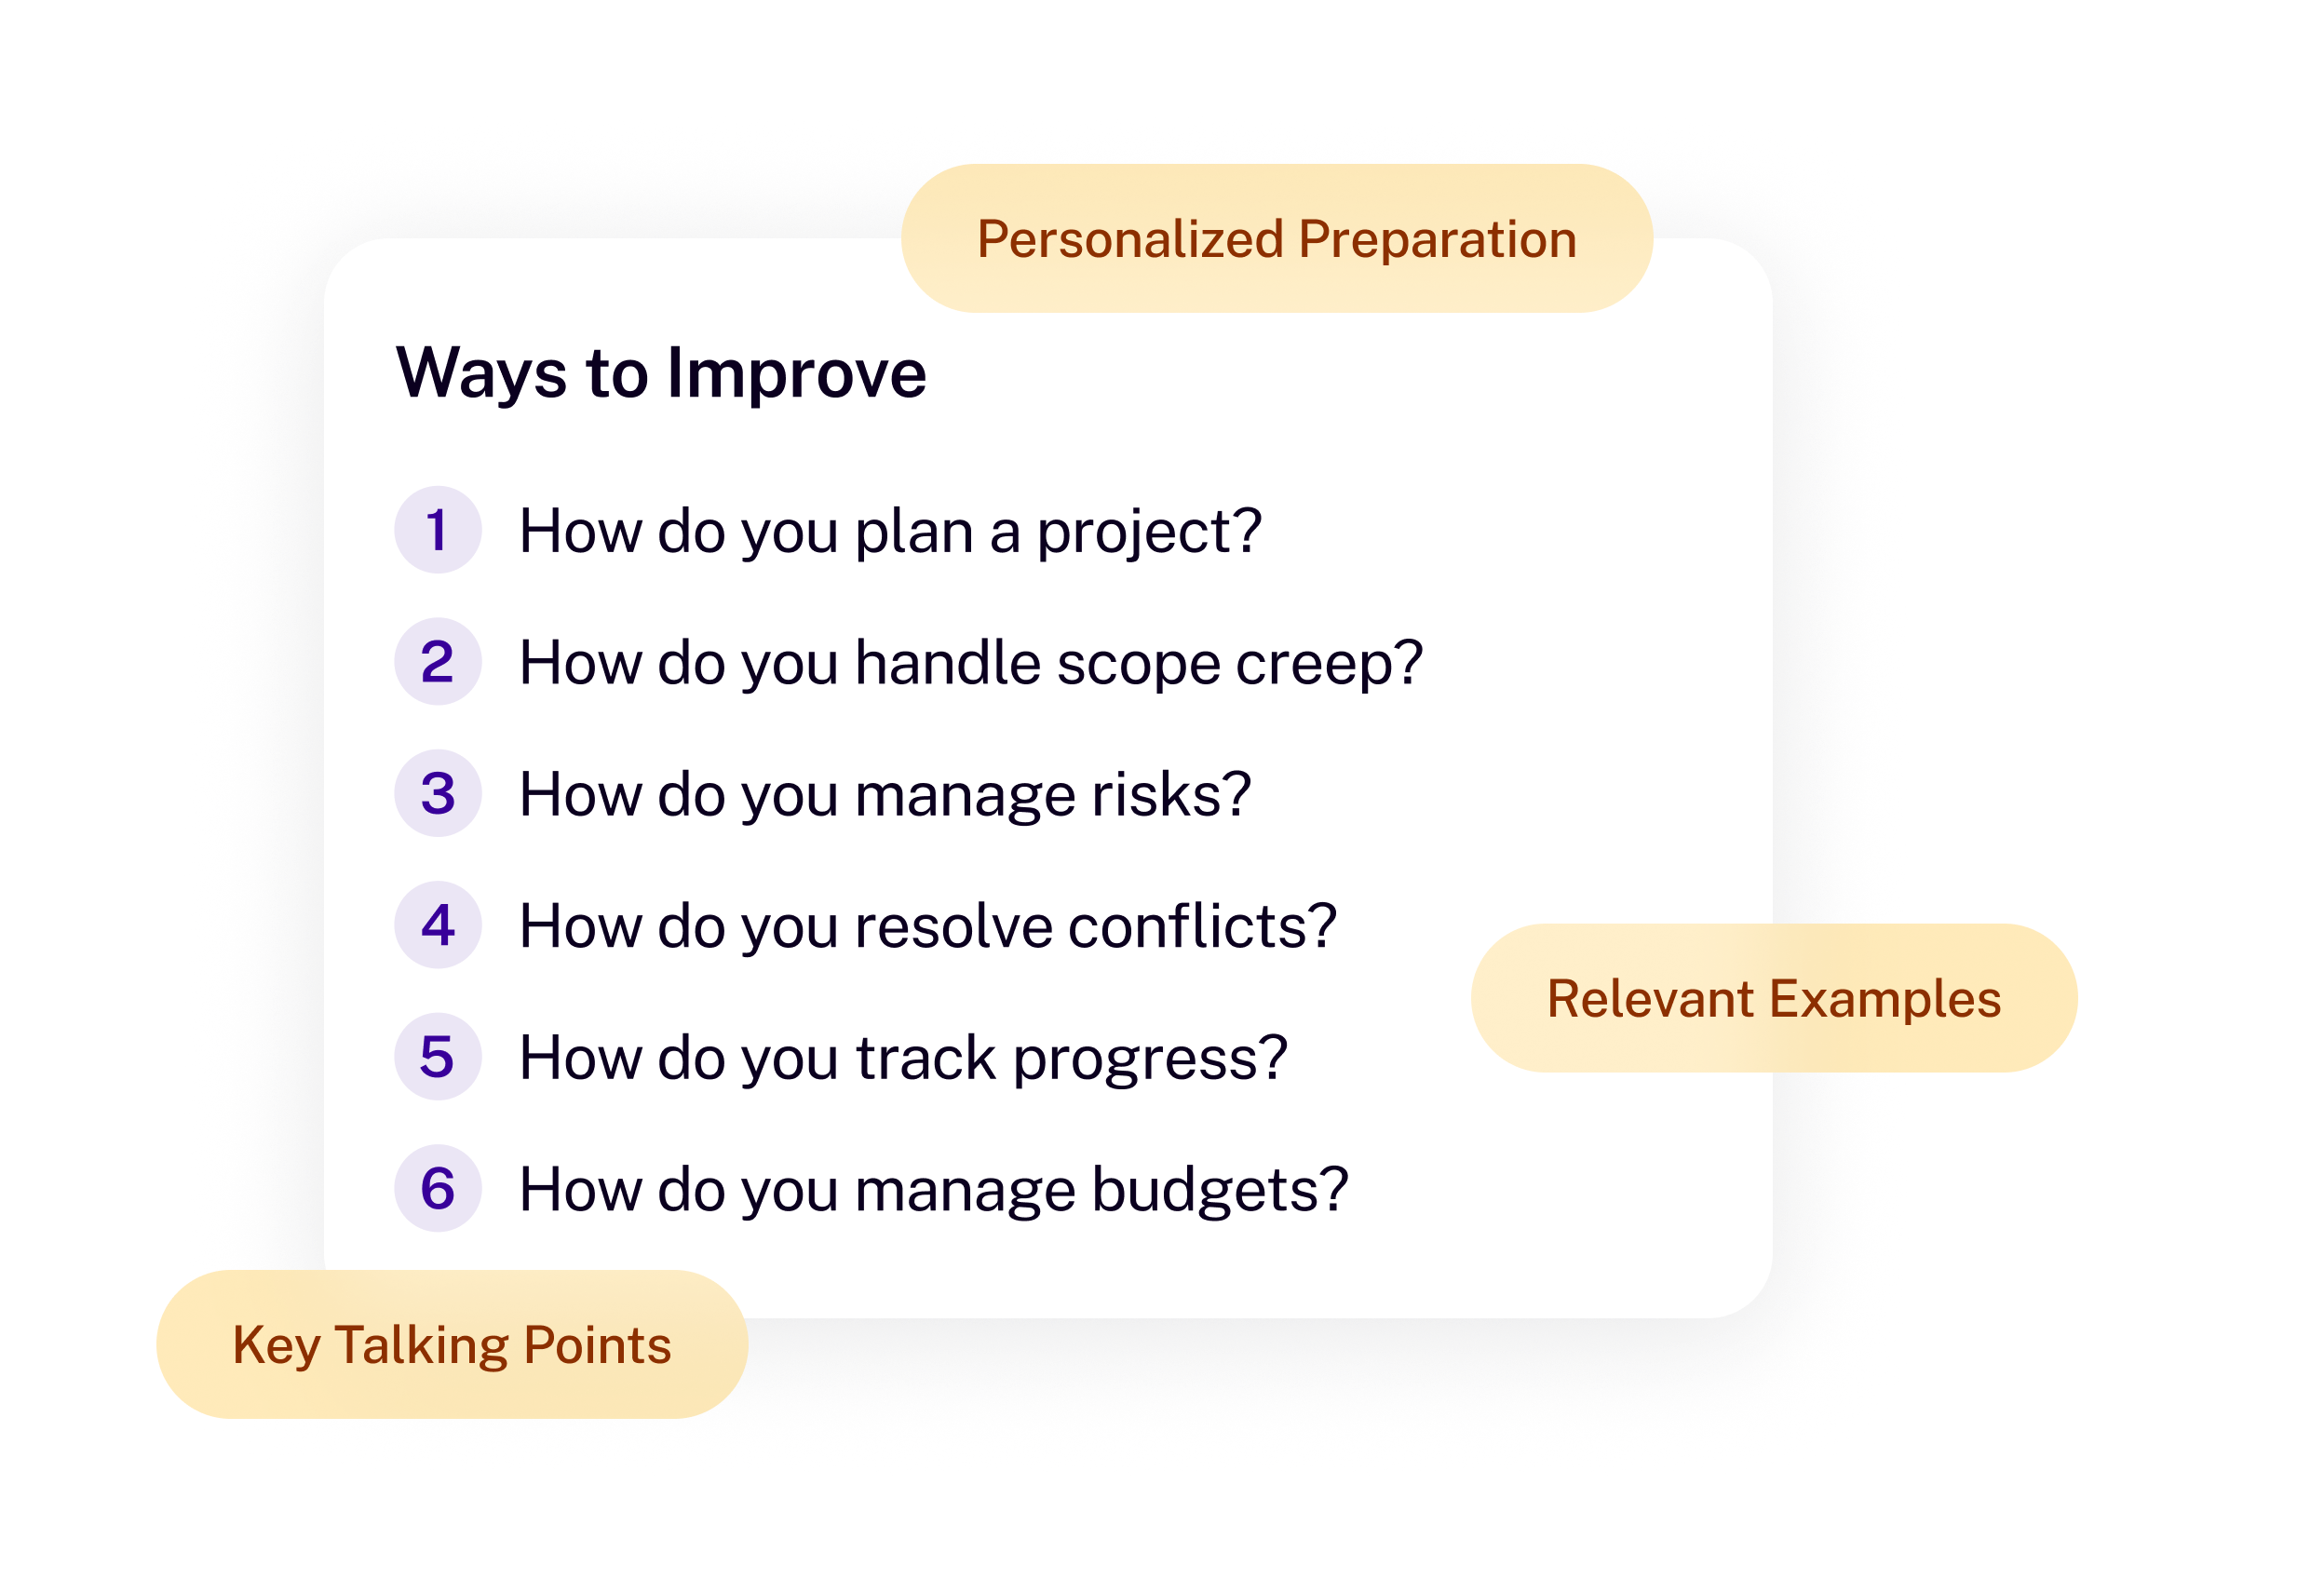 Personalized Preparation
Ways to Improve
1 How do you plan a project?
2 How do you handle scope creep?
3 How do you manage risks?
4 How do you resolve conflicts?
Relevant Examples
5 How do you track progress?
6 How do you manage budgets?
Key Talking Points